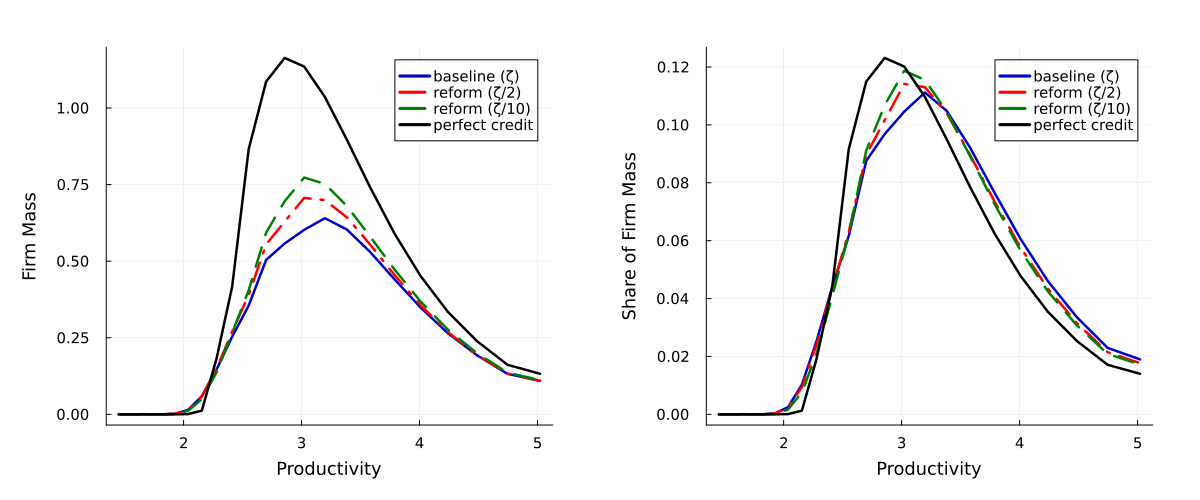 Firm Mass
1.00
0.75
0.50
0.25
0.00
2
3
4
5
Productivity
baseline (ζ)
reform (ζ/2)
reform (ζ/10)
perfect credit
Share of Firm Mass
0.12
0.10
0.08
0.06
0.04
0.02
0.00
2
3
4
5
Productivity
baseline (ζ)
reform (ζ/2)
reform (ζ/10)
perfect credit